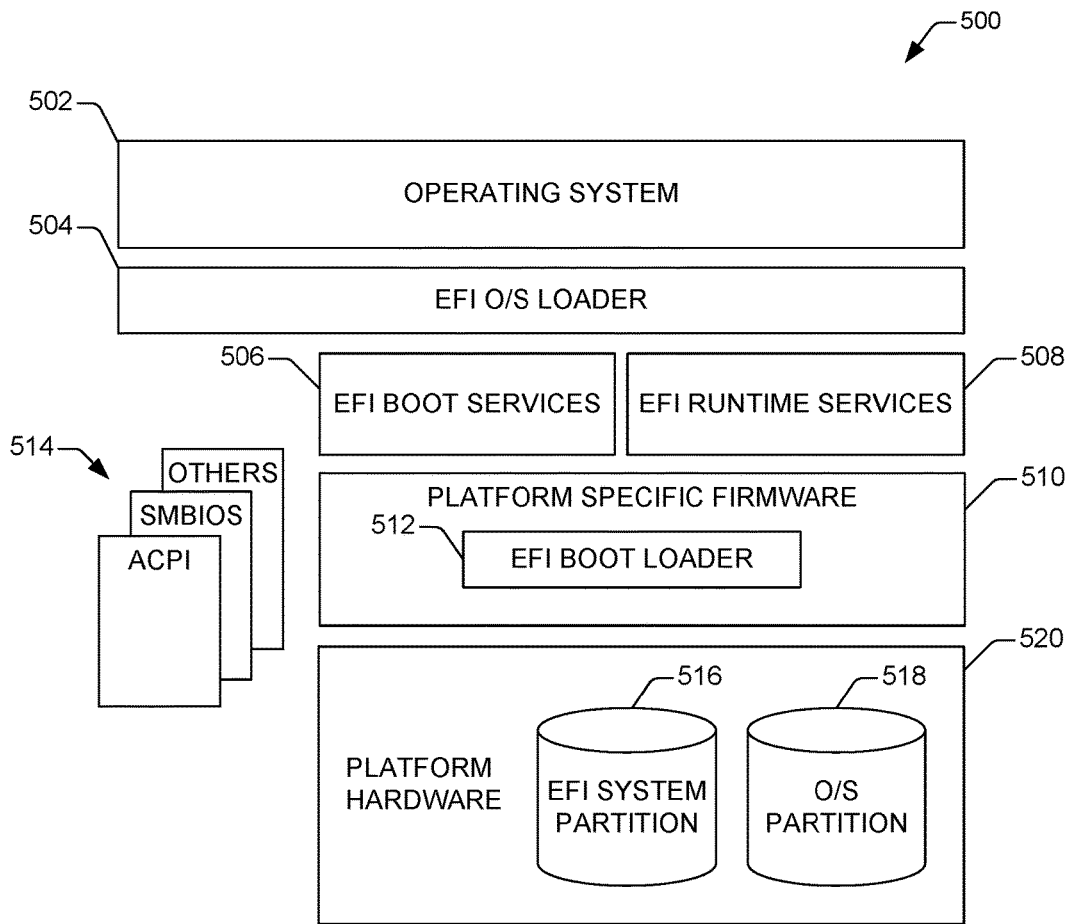 500
502
OPERATING SYSTEM
504
EFI O/S LOADER
506
508
EFI BOOT SERVICES
EFI RUNTIME SERVICES
514
OTHERS
SMBIOS
ACPI
510
PLATFORM SPECIFIC FIRMWARE
512
EFI BOOT LOADER
520
516
518
PLATFORM
HARDWARE
EFI SYSTEM
PARTITION
O/S
PARTITION